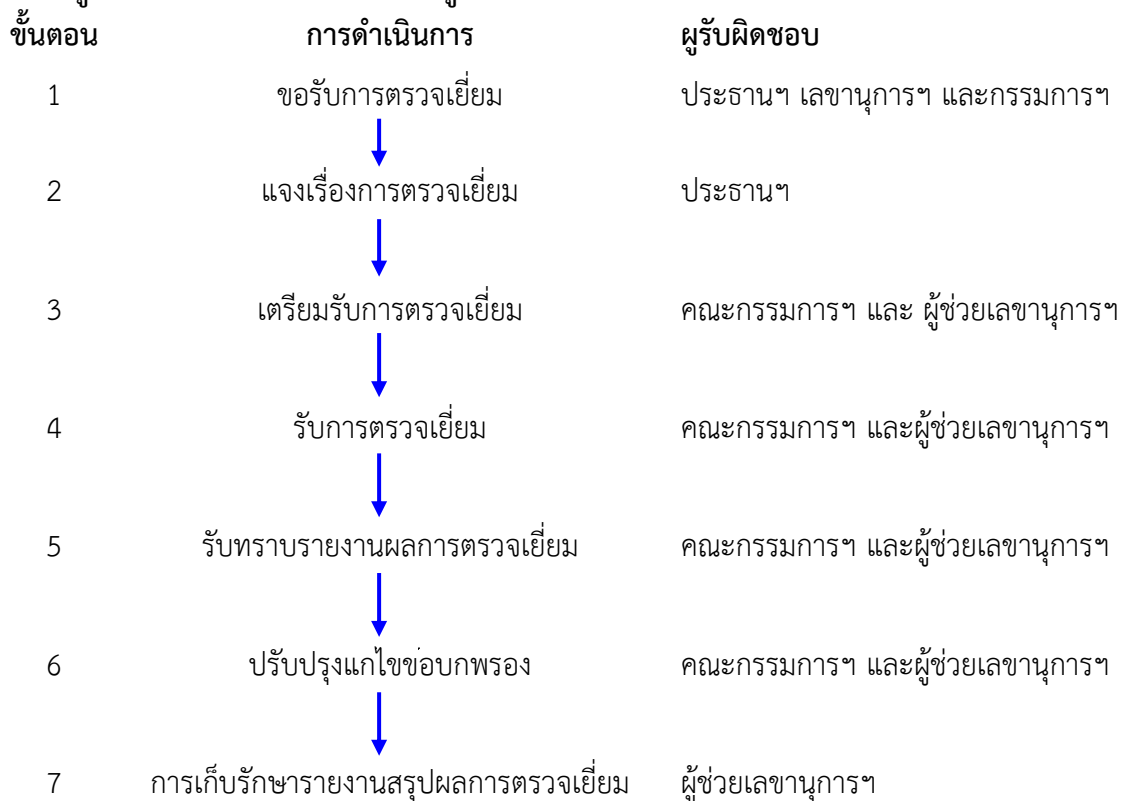 ขั้นตอน การดำเนินการ ผูรับผิดชอบ
1 ขอรับการตรวจเยี่ยม ประธานฯ เลขานุการฯ และกรรมการฯ
2 แจงเรื่องการตรวจเยี่ยม ประธานฯ
3 เตรียมรับการตรวจเยี่ยม คณะกรรมการฯ และ ผู้ช่วยเลขานุการฯ
4 รับการตรวจเยี่ยม คณะกรรมการฯ และผู้ช่วยเลขานุการฯ
5 รับทราบรายงานผลการตรวจเยี่ยม คณะกรรมการฯ และผู้ช่วยเลขานุการฯ
6 ปรับปรุงแกไขข่อบกพรอง คณะกรรมการฯ และผู้ช่วยเลขานุการฯ
7 การเก็บรักษารายงานสรุปผลการตรวจเยี่ยม ผู้ช่วยเลขานุการฯ